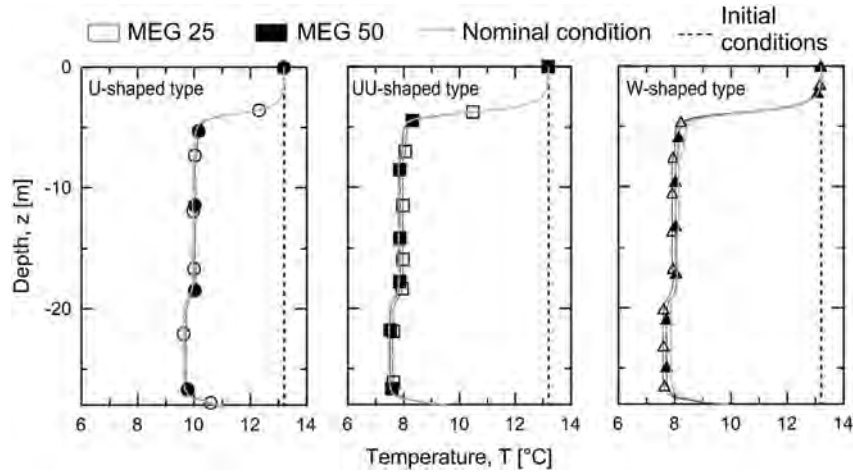 MEG 25 MEG 50 Nominal condition Initial conditions
U-shaped type UU-shaped type W-shaped type
Depth, z [m]
0
-10
-20
6 8 10 12 14 6 8 10 12 14 6 8 10 12 14
Temperature, T [°C]